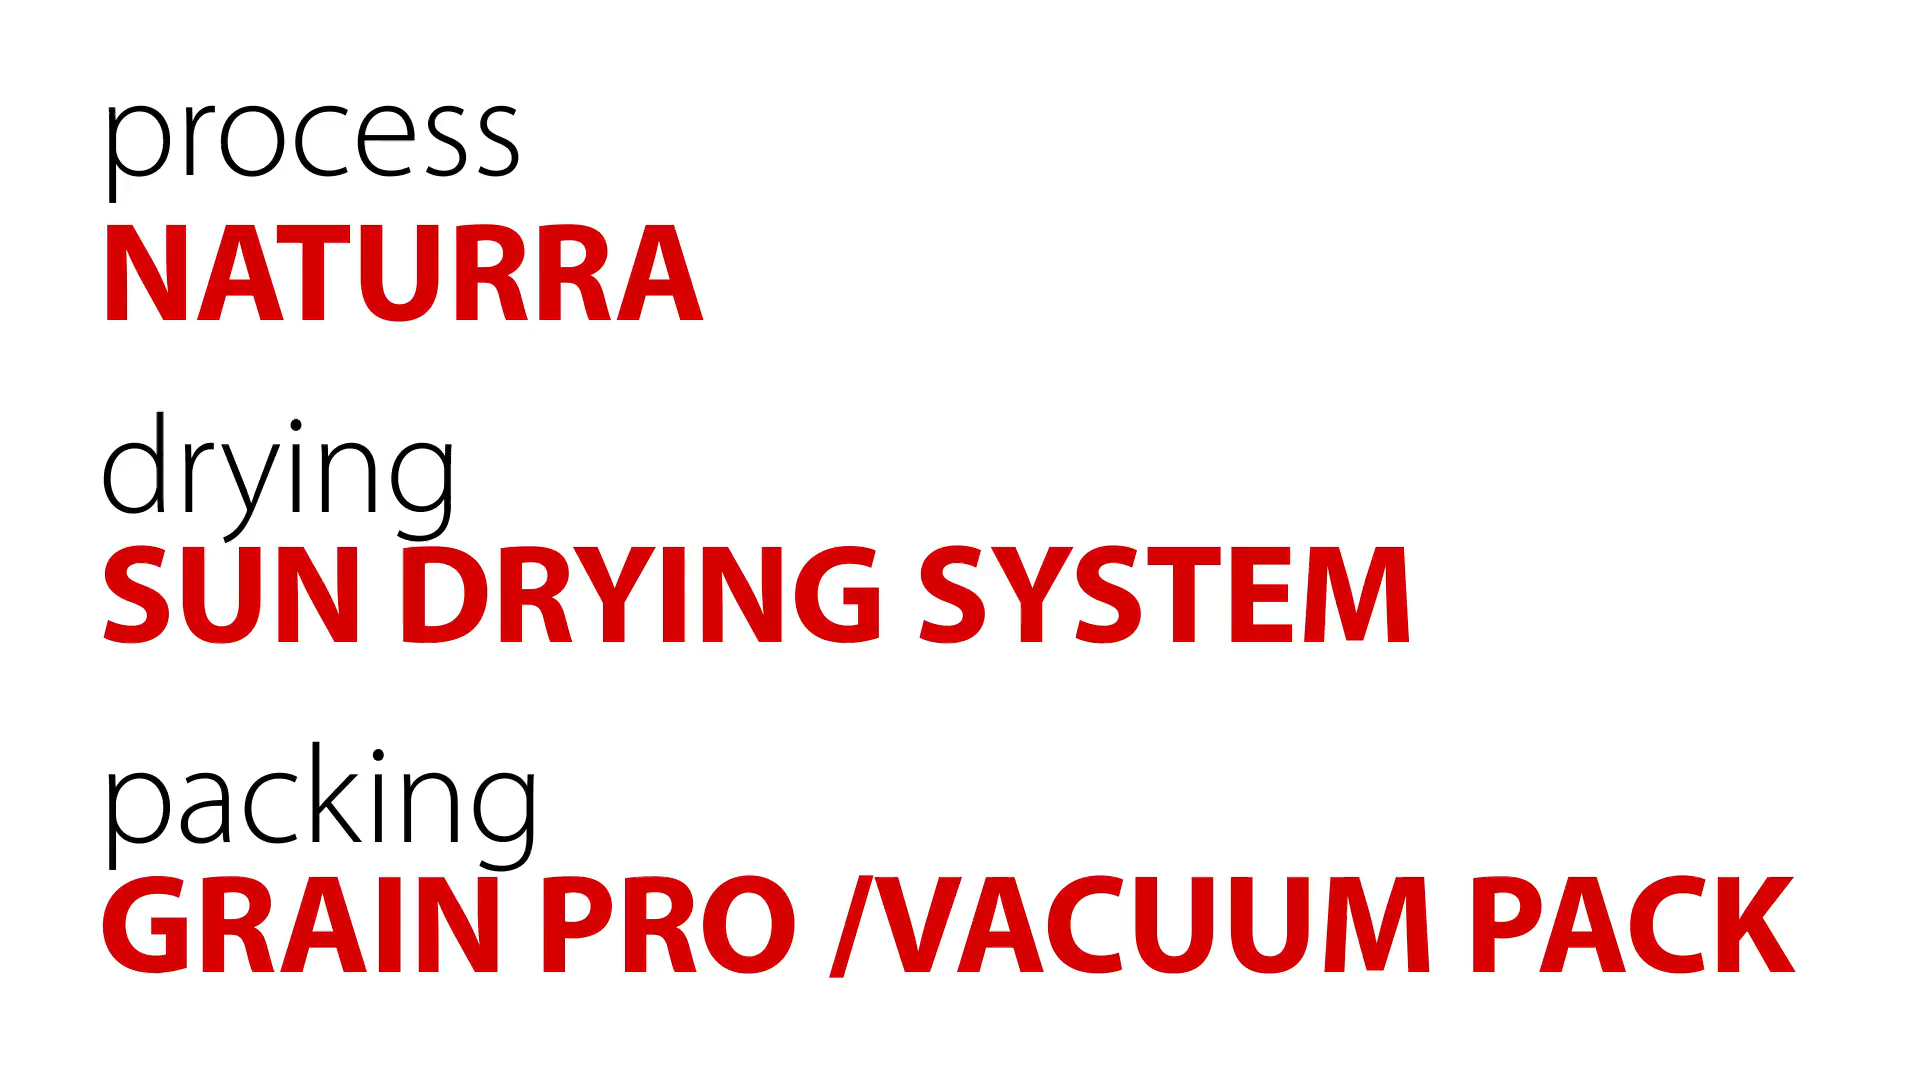 process
NATURRA
drying
SUN DRYING SYSTEM
packing
GRAIN PRO /VACUUM PACK